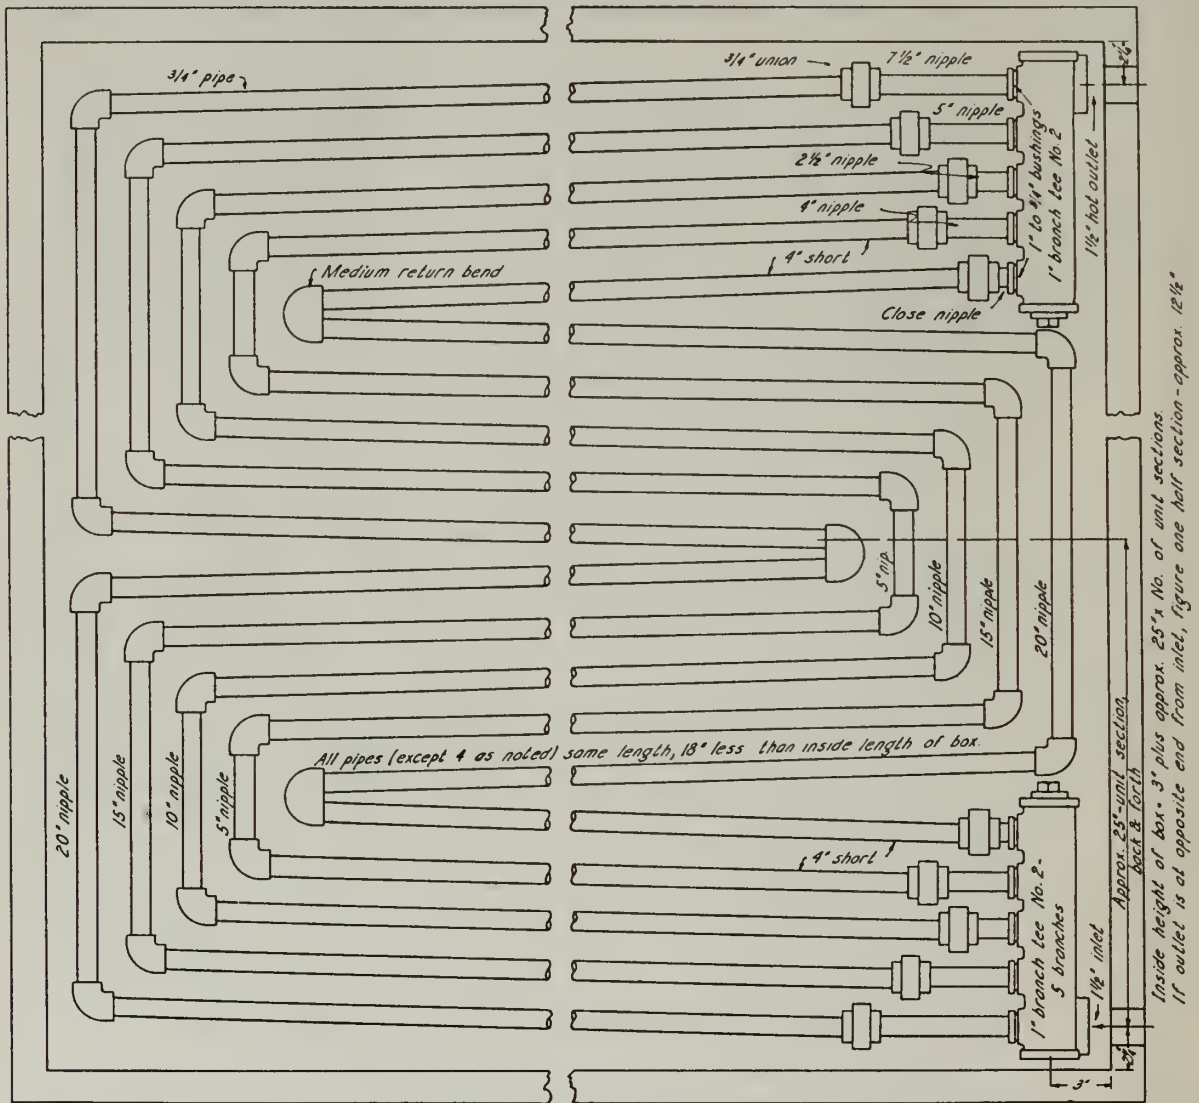 3/4" pipe
3/4" union
7 1/2" nipple
5" nipple
2 1/2" nipple
4" nipple
4" short
Medium return bend
Close nipple
1" to 3/4" bushings
1" branch tee No. 2
1 1/2" hot outlet
2 1/4"
5" nip.
10" nipple
15" nipple
20" nipple
All pipes (except 4 as noted) same length, 18" less than inside length of box.
20" nipple
15" nipple
10" nipple
5" nipple
4" short
1" branch tee No. 2-
5 branches
1 1/2" inlet
2 1/4"
3"
Approx. 25"-unit section,
back & forth
Inside height of box = 3" plus approx. 25" x No. of unit sections.
If outlet is at opposite end from inlet, figure one half section-approx. 12 1/2"